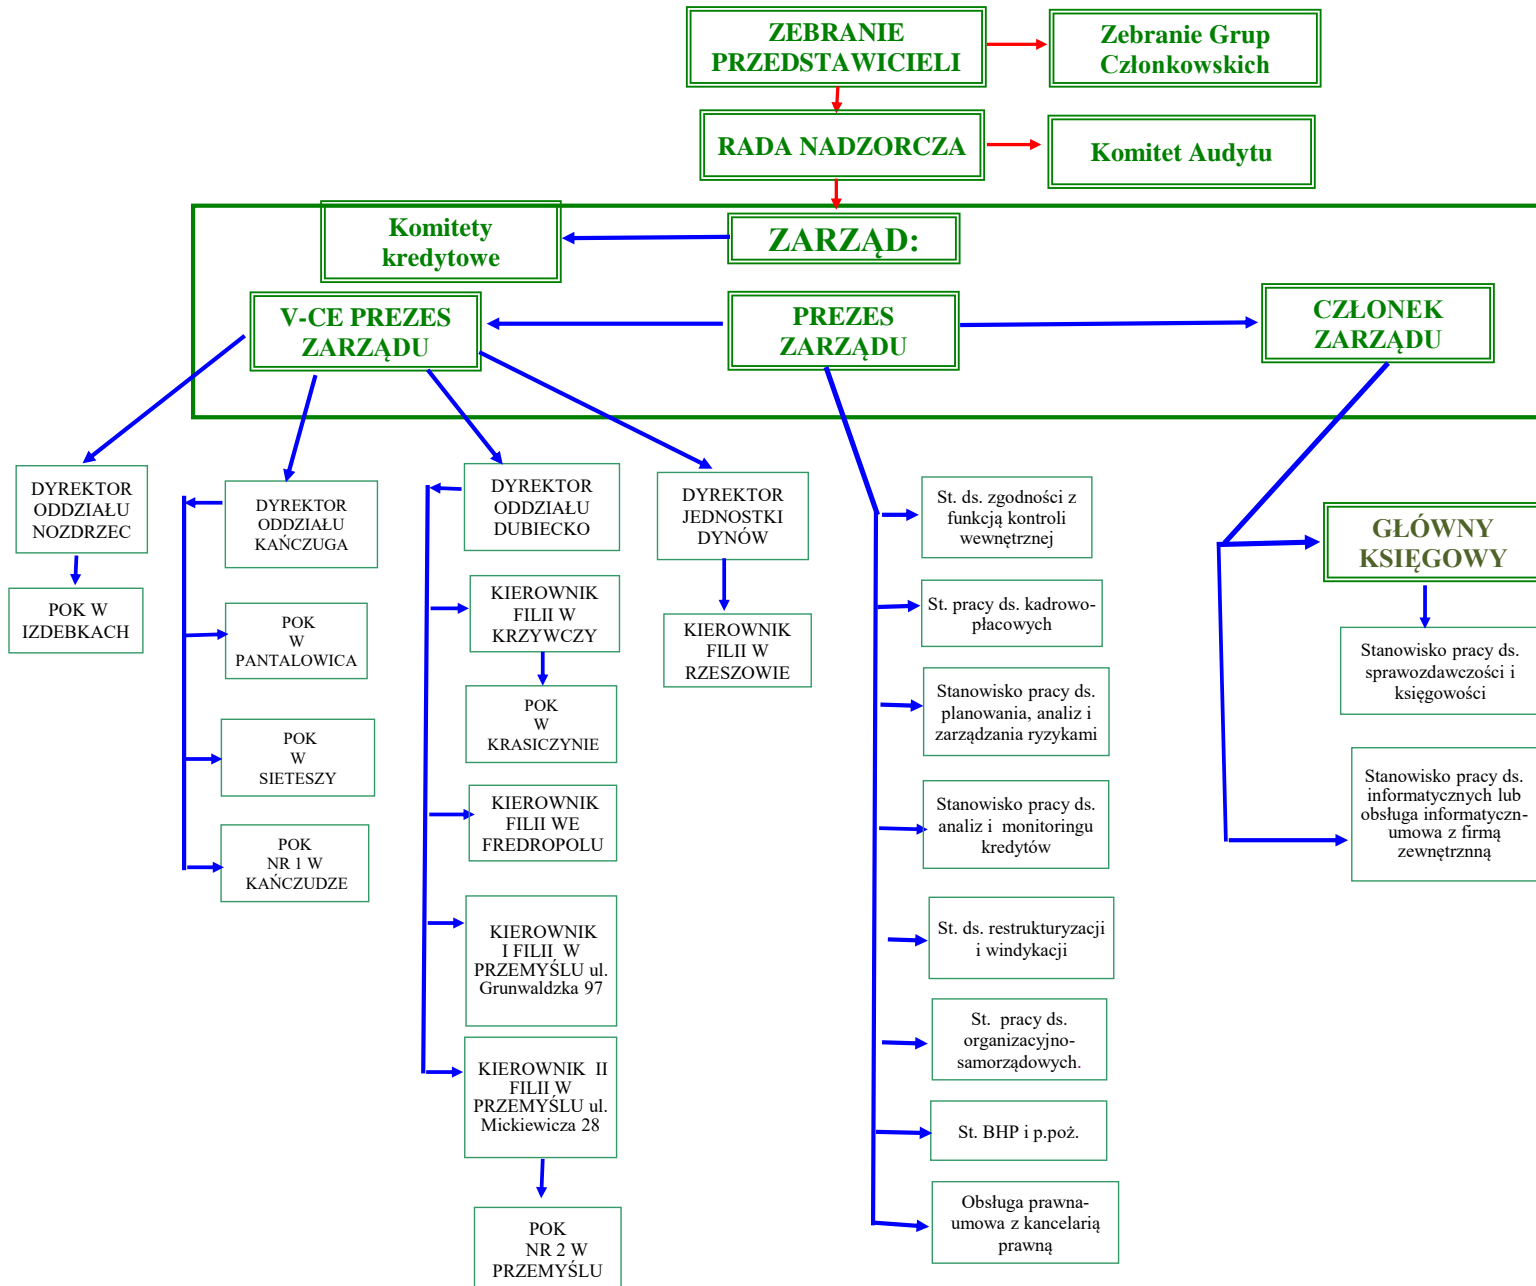 ZEBRANIE
PRZEDSTAWICIELI
Zebranie Grup
Członkowskich
RADA NADZORCZA
Komitet Audytu
Komitety
kredytowe
ZARZĄD:
V-CE PREZES
ZARZĄDU
PREZES
ZARZĄDU
CZŁONEK
ZARZĄDU
DYREKTOR
ODDZIAŁU
NOZDRZEC
POK W
IZDEBKACH
DYREKTOR
ODDZIAŁU
KAŃCZUGA
POK
W
PANTALOWICA
POK
W
SIETESZY
POK
NR 1 W
KAŃCZUDZE
DYREKTOR
ODDZIAŁU
DUBIECKO
KIEROWNIK
FILII W
KRZYWCZY
POK
W
KRASICZYNIE
KIEROWNIK
FILII WE
FREDROPOLU
KIEROWNIK
I FILII W
PRZEMYŚLU ul.
Grunwaldzka 97
KIEROWNIK II
FILII W
PRZEMYŚLU ul.
Mickiewicza 28
POK
NR 2 W
PRZEMYŚLU
DYREKTOR
JEDNOSTKI
DYNÓW
KIEROWNIK
FILII W
RZESZOWIE
St. ds. zgodności z
funkcją kontroli
wewnętrznej
St. pracy ds. kadrowo-
płacowych
Stanowisko pracy ds.
planowania, analiz i
zarządzania ryzykami
Stanowisko pracy ds.
analiz i monitoringu
kredytów
St. ds. restrukturyzacji
i windykacji
St. pracy ds.
organizacyjno-
samorządowych.
St. BHP i p.poż.
Obsługa prawna-
umowa z kancelarią
prawną
GŁÓWNY
KSIĘGOWY
Stanowisko pracy ds.
sprawozdawczości i
księgowości
Stanowisko pracy ds.
informatycznych lub
obsługa informatyczn-
umowa z firmą
zewnętrznną